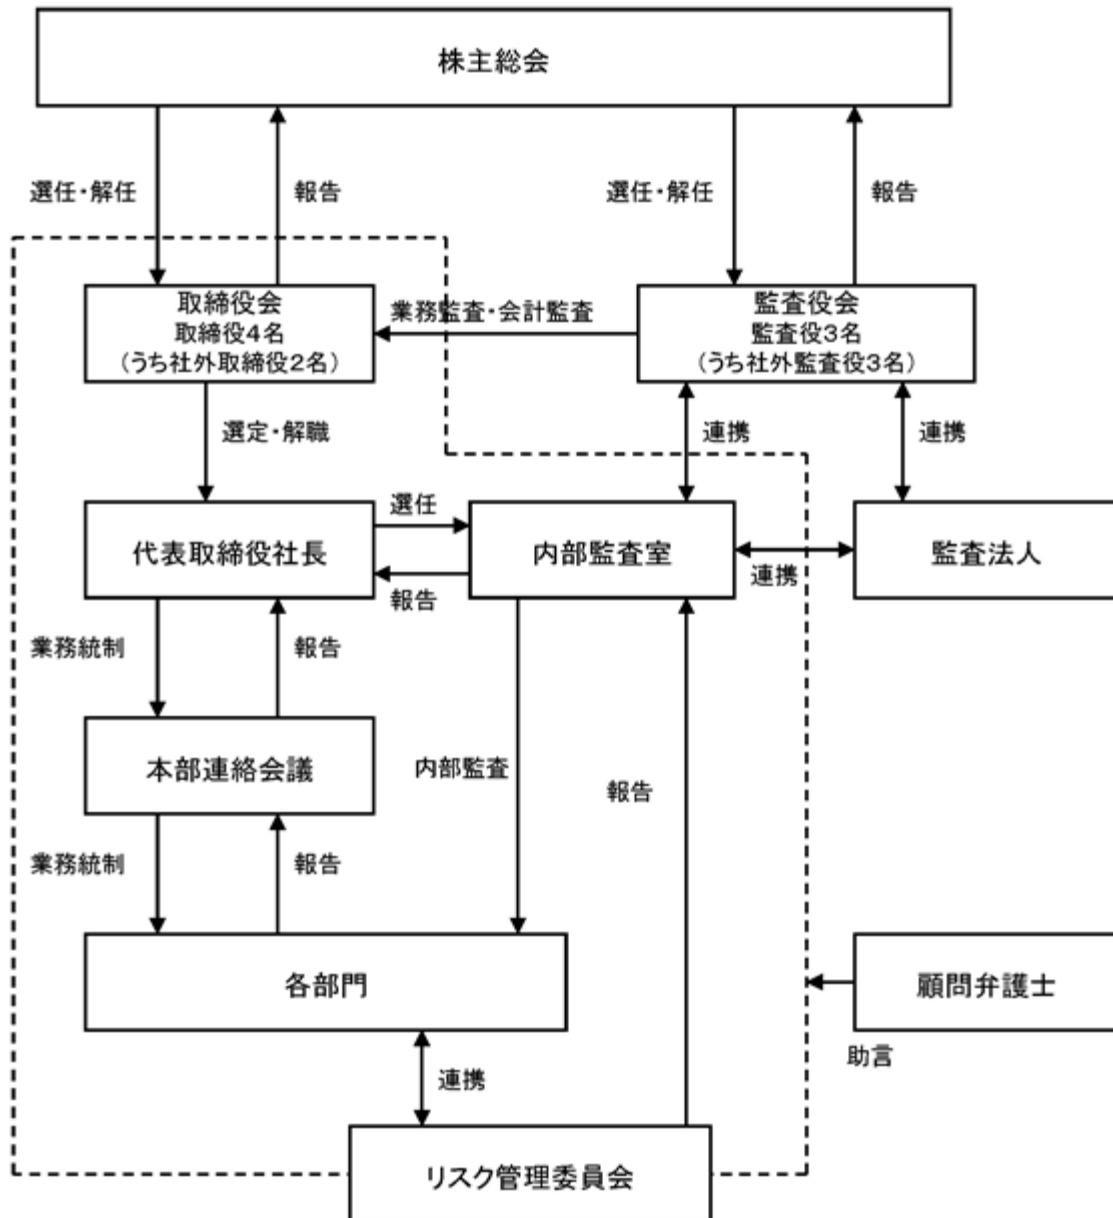 株主総会
選任・解任
報告
選任・解任
報告
取締役会
取締役4名
(うち社外取締役2名)
業務監査・会計監査
監査役会
監査役3名
(うち社外監査役3名)
選定・解職
連携
連携
代表取締役社長
選任
報告
内部監査室
連携
監査法人
業務統制
報告
本部連絡会議
内部監査
報告
業務統制
報告
各部門
顧問弁護士
助言
連携
リスク管理委員会